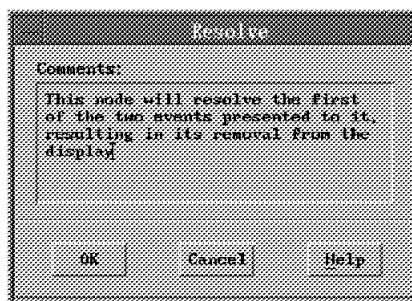 Resolve
Comments:
This node will resolve the first
of the two events presented to it,
resulting in its removal from the
display
OK Cancel Help